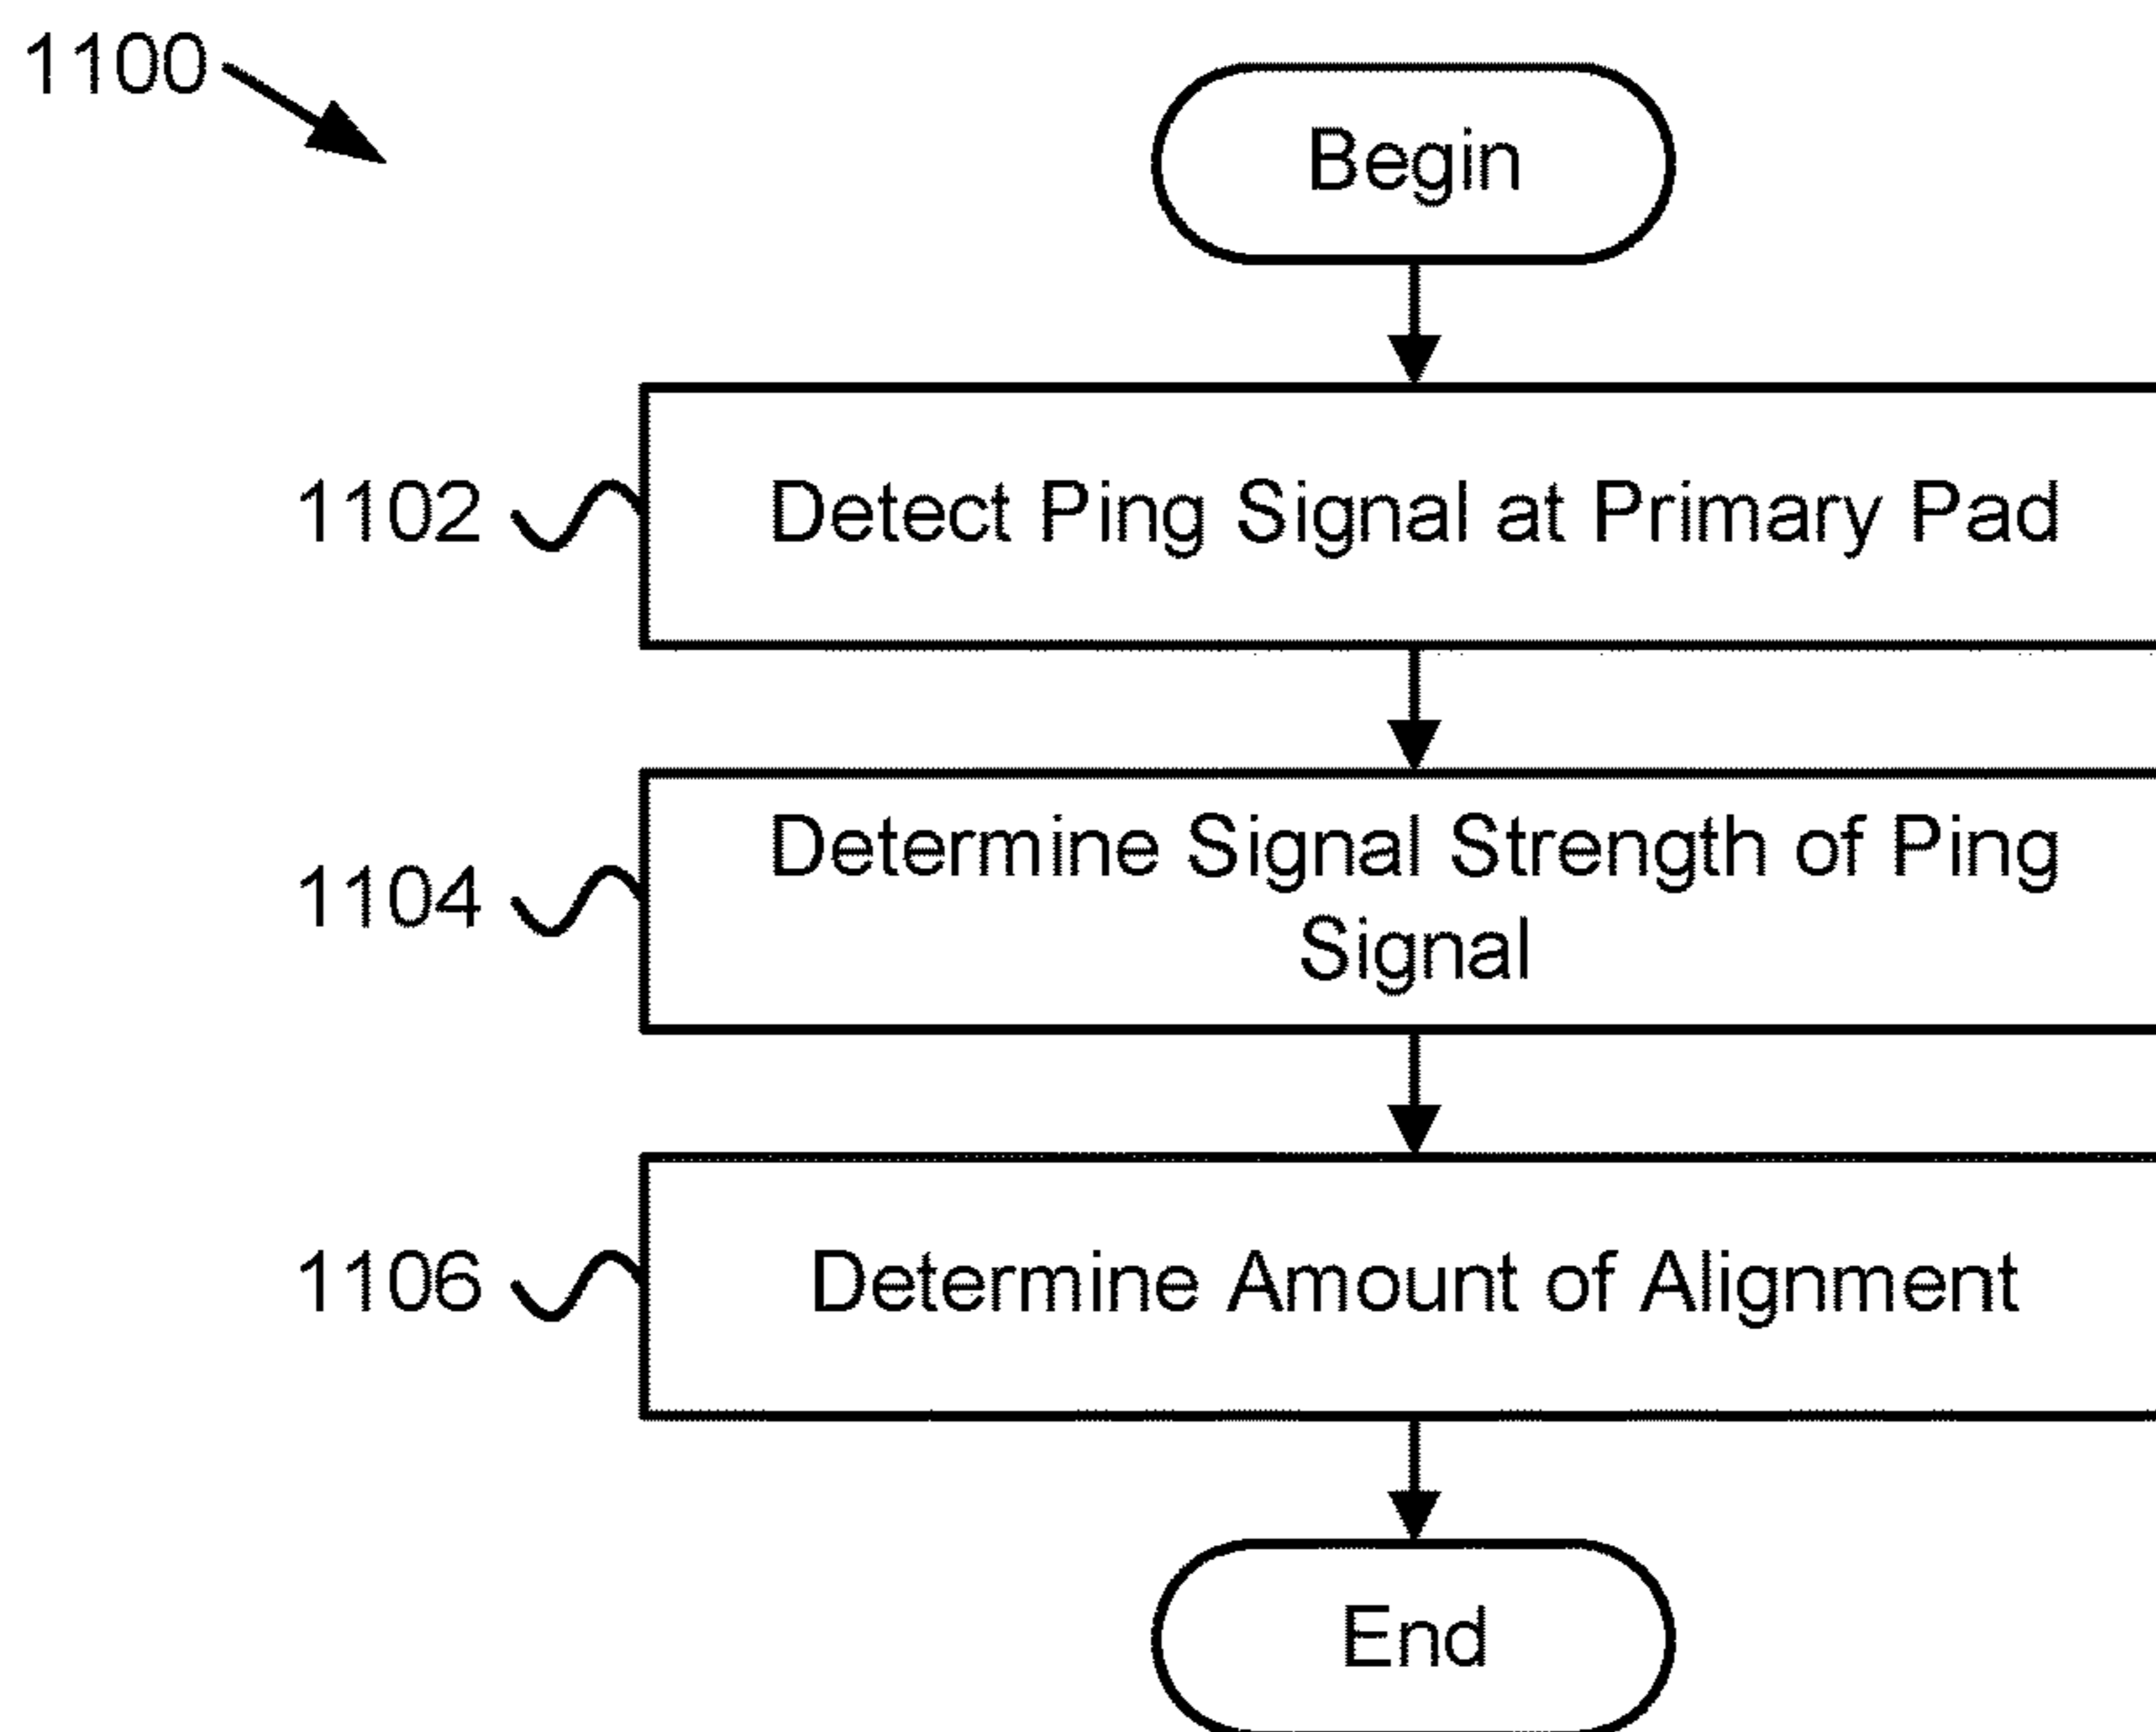 1100
Begin
1102
Detect Ping Signal at Primary Pad
1104
Determine Signal Strength of Ping
Signal
1106
Determine Amount of Alignment
End